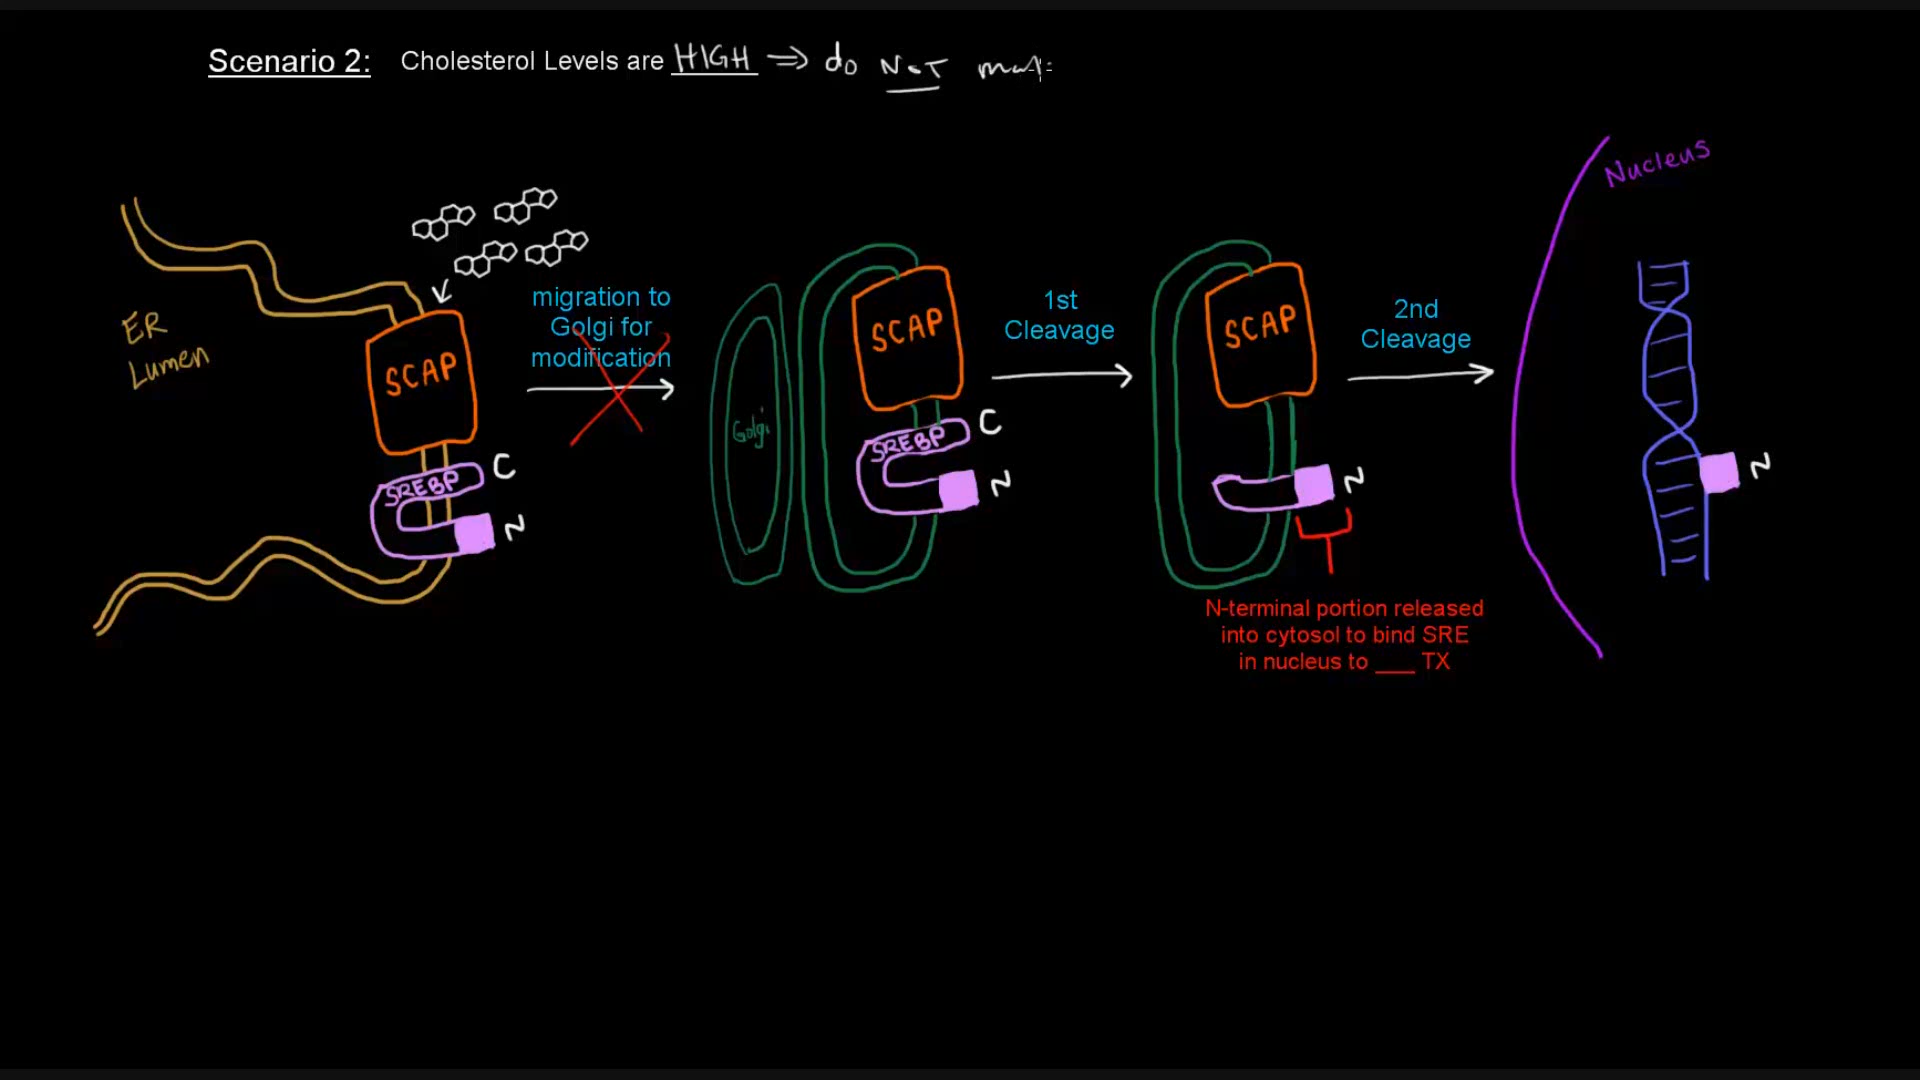 Scenario 2: Cholesterol Levels are HIGH ⇒ do NOT
Nucleus
ER
Lumen
migration to
Golgi for
modification
SCAP
SREBP
C
N
Golgi
SCAP
SREBP
C
N
1st
Cleavage
SCAP
N
2nd
Cleavage
N
N-terminal portion released
into cytosol to bind SRE
in nucleus to ___ TX